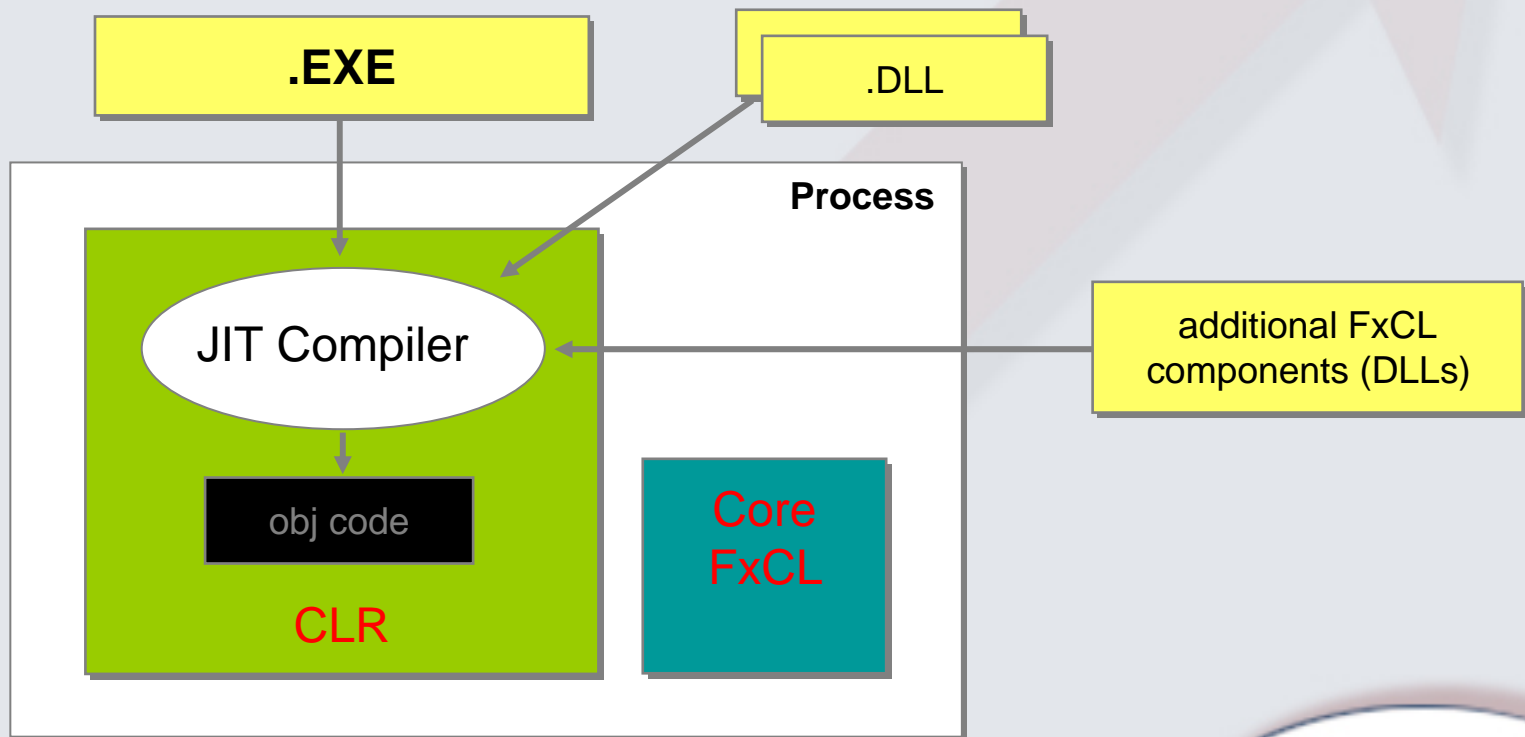 .EXE
.DLL
Process
JIT Compiler
additional FxCL
components (DLLs)
obj code
Core
FxCL
CLR